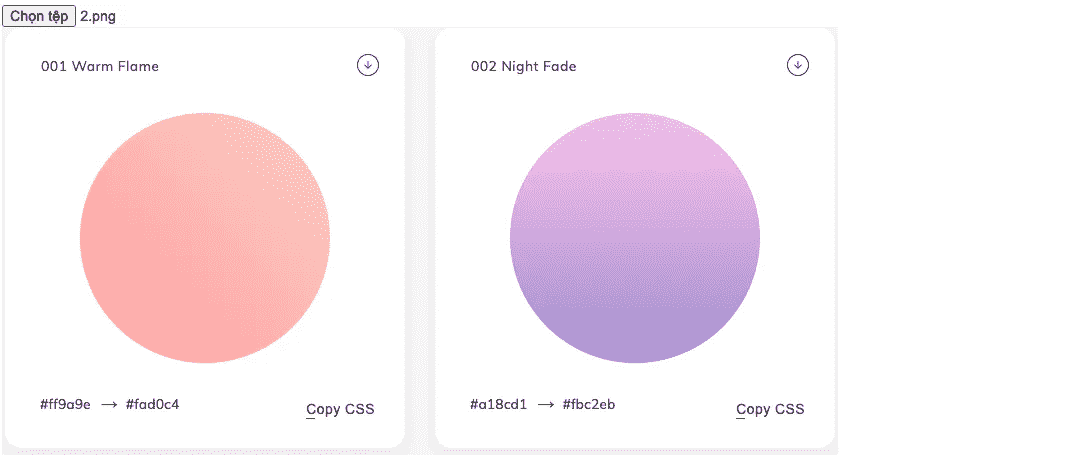 Chọn tệp 2.png
001 Warm Flame
#ff9a9e → #fad0c4
Copy CSS
002 Night Fade
#a18cd1 → #fbc2eb
Copy CSS